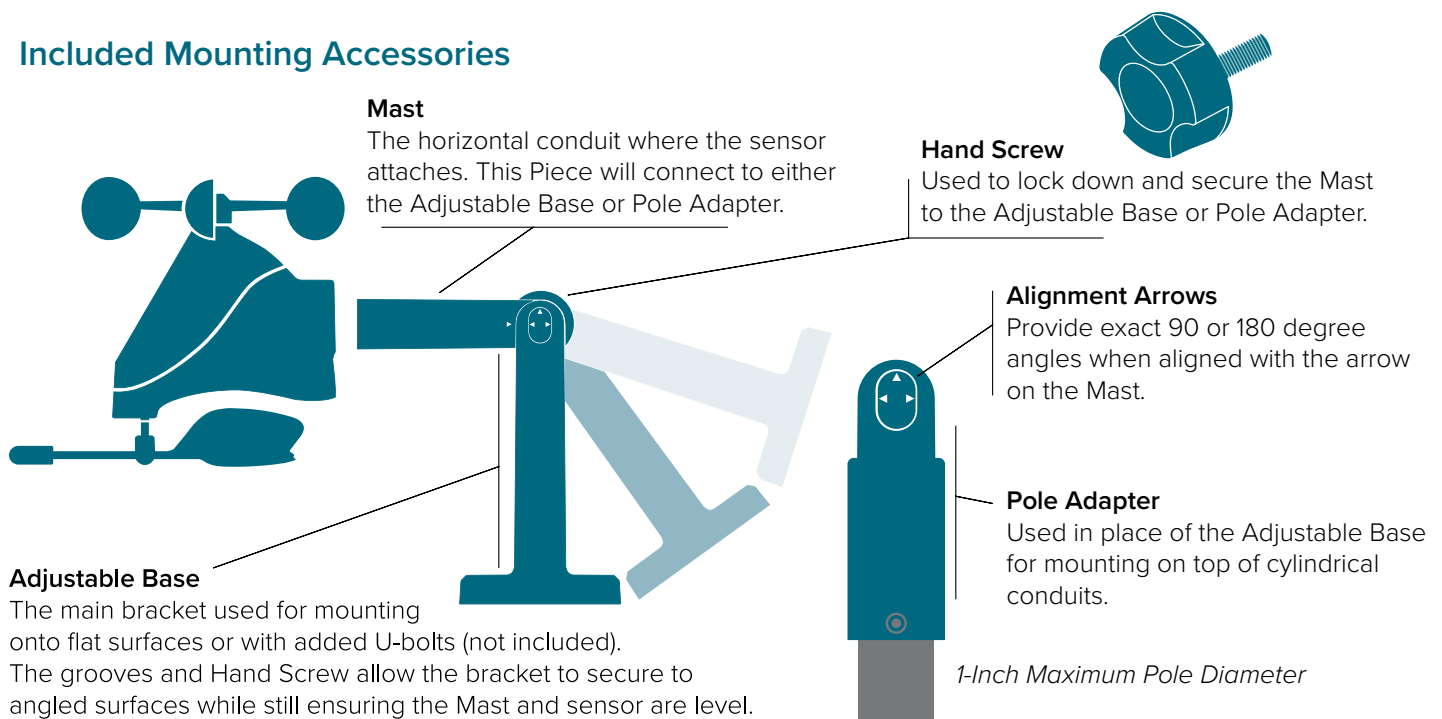 Included Mounting Accessories
Mast
The horizontal conduit where the sensor
attaches. This Piece will connect to either
the Adjustable Base or Pole Adapter.
Hand Screw
Used to lock down and secure the Mast
to the Adjustable Base or Pole Adapter.
Alignment Arrows
Provide exact 90 or 180 degree
angles when aligned with the arrow
on the Mast.
Pole Adapter
Used in place of the Adjustable Base
for mounting on top of cylindrical
conduits.
Adjustable Base
The main bracket used for mounting
onto flat surfaces or with added U-bolts (not included).
The grooves and Hand Screw allow the bracket to secure to
angled surfaces while still ensuring the Mast and sensor are level.
1-Inch Maximum Pole Diameter